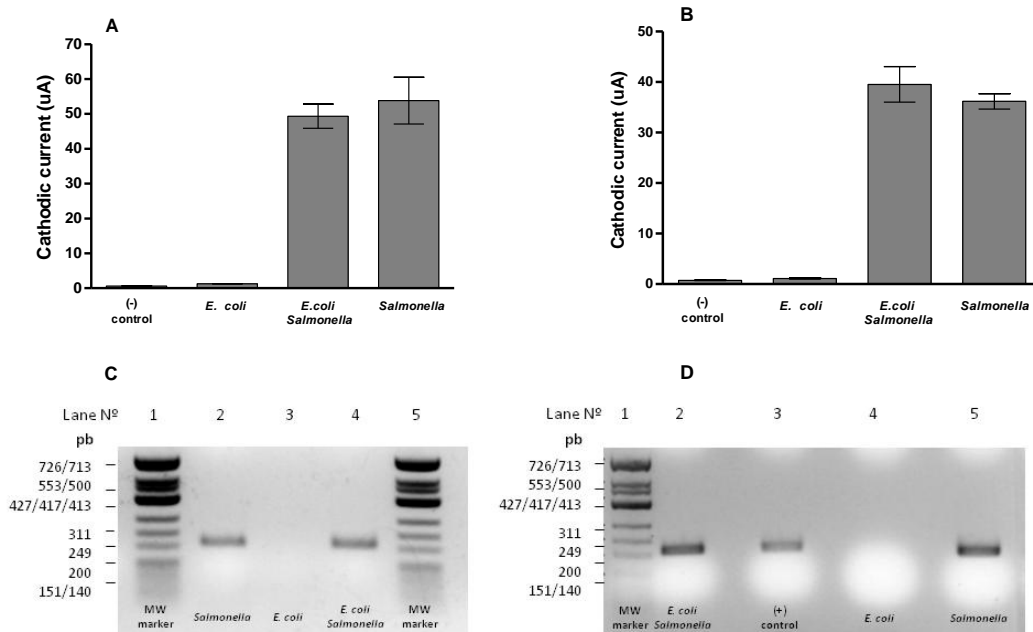 A
Cathodic current (uA)
70
60
50
40
30
20
10
0
(-)
control
E. coli
E.coli
Salmonella
Salmonella
B
Cathodic current (uA)
50
40
30
20
10
0
(-)
control
E. coli
E.coli
Salmonella
Salmonella
C
Lane Nº 1 2 3 4 5
pb
726/713
553/500
427/417/413
311
249
200
151/140
MW
marker
Salmonella
E. coli
E. coli
Salmonella
MW
marker
D
Lane Nº 1 2 3 4 5
pb
726/713
553/500
427/417/413
311
249
200
151/140
MW
marker
E. coli
Salmonella
(+)
control
E. coli
Salmonella